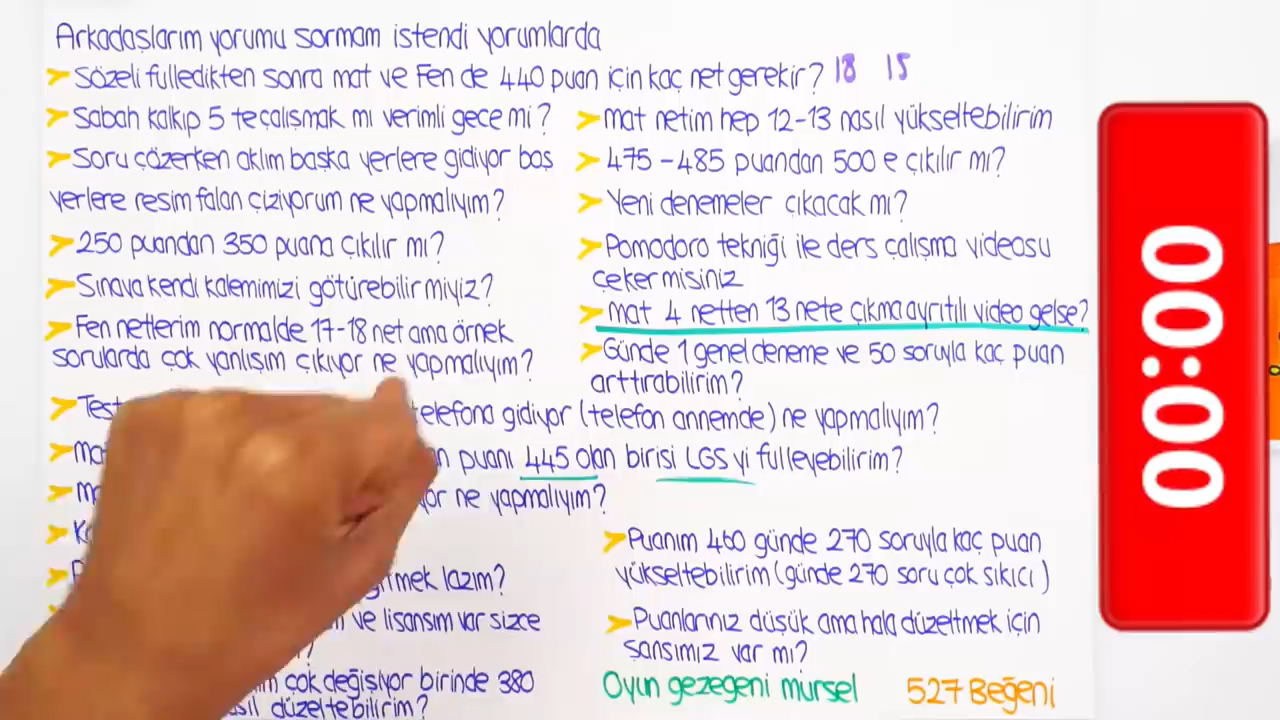 Arkadaşlarım yorumu sormam istendi yorumlarda
Sözeli fulledikten sonra mat ve Fen de 440 puan için kaç net gerekir? 18 15
Sabah kalkıp 5 te çalışmak mı verimli gece mi?
Soru çözerken aklım başka yerlere gidiyor boş
yerlere resim falan çiziyorum ne yapmalıyım?
250 puandan 350 puana çıkılır mı?
Sınava kendi kalemimizi götürebilir miyiz?
Fen netlerim normalde 17-18 net ama örnek
sorularda çok yanlışım çıkıyor ne yapmalıyım?
mat netim hep 12-13 nasıl yükseltebilirim
475-485 puandan 500 e çıkılır mı?
Yeni denemeler çıkacak mı?
Pomodoro tekniği ile ders çalışma videosu
çeker misiniz
mat 4 netten 13 nete çıkma ayrıtılı video gelse?
Günde 1 genel deneme ve 50 soruyla kaç puan
arttırabilirim?
telefona gidiyor (telefon annemde) ne yapmalıyım?
puanı 445 olan birisi LGS yi fulleyebilirim?
ne yapmalıyım?
lazım?
ve lisansım var sizce
çok değişiyor birinde 380
düzeltebilirim?
Puanım 460 günde 270 soruyla kaç puan
yükseltebilirim (günde 270 soru çok sıkıcı)
Puanlarınız düşük ama hala düzeltmek için
şansımız var mı?
Oyun gezegeni mürsel 527 Beğeni
00:00